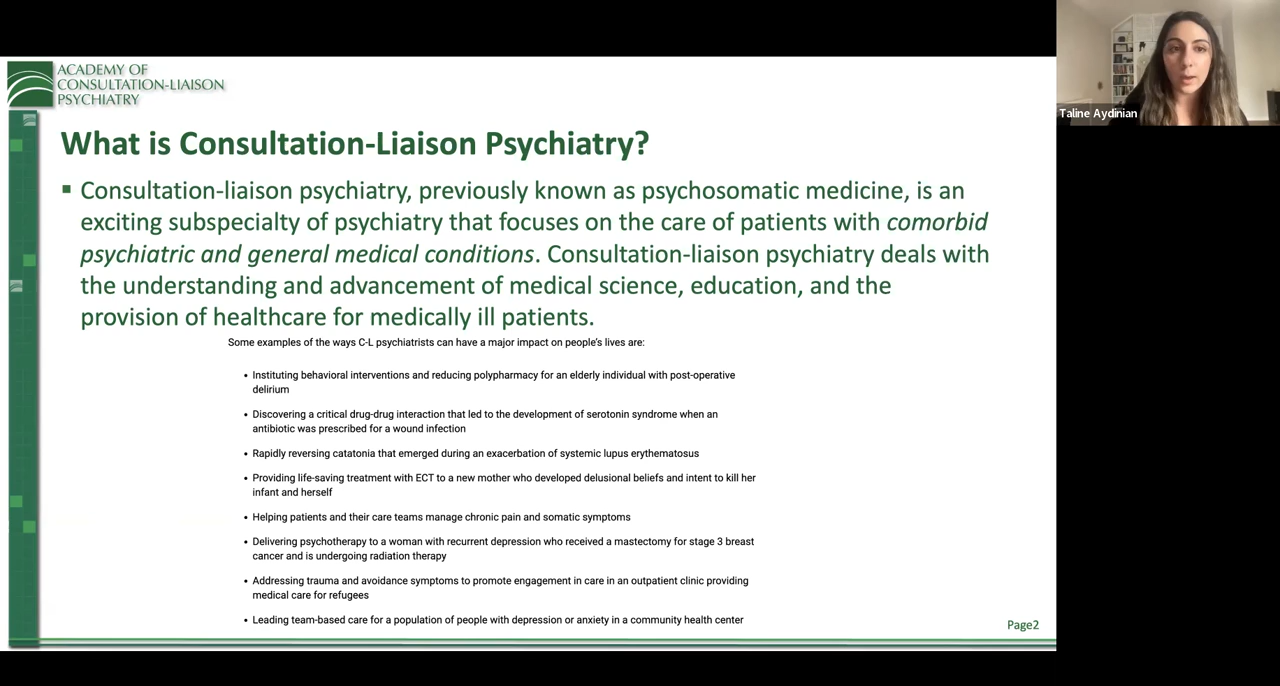 ACADEMY OF
CONSULTATION-LIAISON
PSYCHIATRY
Taline Aydinian
What is Consultation-Liaison Psychiatry?
▪ Consultation-liaison psychiatry, previously known as psychosomatic medicine, is an
exciting subspecialty of psychiatry that focuses on the care of patients with comorbid
psychiatric and general medical conditions. Consultation-liaison psychiatry deals with
the understanding and advancement of medical science, education, and the
provision of healthcare for medically ill patients.
Some examples of the ways C-L psychiatrists can have a major impact on people's lives are:
• Instituting behavioral interventions and reducing polypharmacy for an elderly individual with post-operative
delirium
• Discovering a critical drug-drug interaction that led to the development of serotonin syndrome when an
antibiotic was prescribed for a wound infection
• Rapidly reversing catatonia that emerged during an exacerbation of systemic lupus erythematosus
• Providing life-saving treatment with ECT to a new mother who developed delusional beliefs and intent to kill her
infant and herself
• Helping patients and their care teams manage chronic pain and somatic symptoms
• Delivering psychotherapy to a woman with recurrent depression who received a mastectomy for stage 3 breast
cancer and is undergoing radiation therapy
• Addressing trauma and avoidance symptoms to promote engagement in care in an outpatient clinic providing
medical care for refugees
• Leading team-based care for a population of people with depression or anxiety in a community health center
Page2